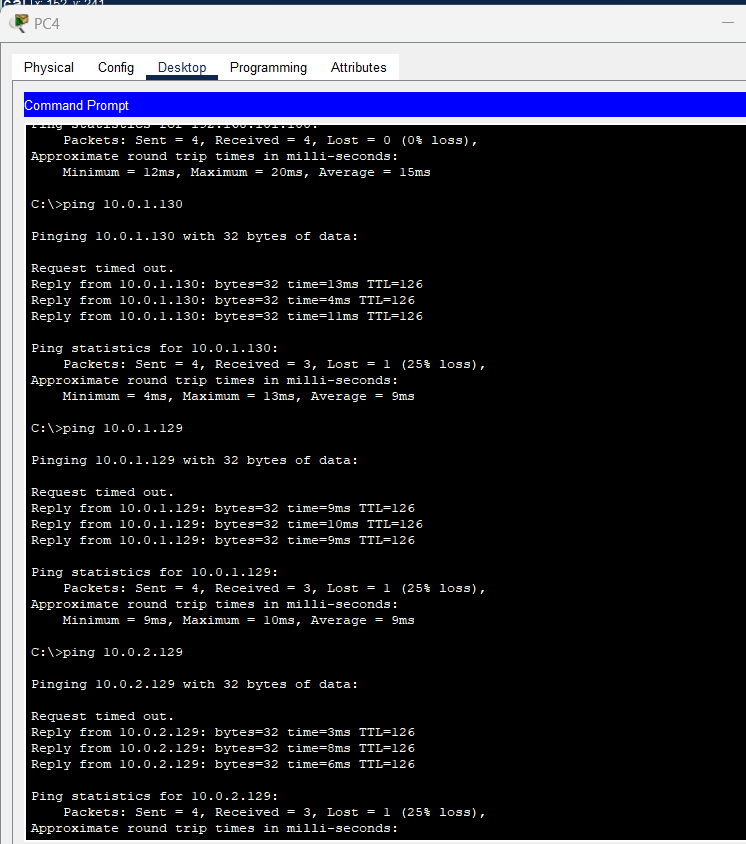 PC4
Physical Config Desktop Programming Attributes
Command Prompt
Ping statistics for 192.168.101.100:
    Packets: Sent = 4, Received = 4, Lost = 0 (0% loss),
Approximate round trip times in milli-seconds:
    Minimum = 12ms, Maximum = 20ms, Average = 15ms
C:\>ping 10.0.1.130
Pinging 10.0.1.130 with 32 bytes of data:
Request timed out.
Reply from 10.0.1.130: bytes=32 time=13ms TTL=126
Reply from 10.0.1.130: bytes=32 time=4ms TTL=126
Reply from 10.0.1.130: bytes=32 time=11ms TTL=126
Ping statistics for 10.0.1.130:
    Packets: Sent = 4, Received = 3, Lost = 1 (25% loss),
Approximate round trip times in milli-seconds:
    Minimum = 4ms, Maximum = 13ms, Average = 9ms
C:\>ping 10.0.1.129
Pinging 10.0.1.129 with 32 bytes of data:
Request timed out.
Reply from 10.0.1.129: bytes=32 time=9ms TTL=126
Reply from 10.0.1.129: bytes=32 time=10ms TTL=126
Reply from 10.0.1.129: bytes=32 time=9ms TTL=126
Ping statistics for 10.0.1.129:
    Packets: Sent = 4, Received = 3, Lost = 1 (25% loss),
Approximate round trip times in milli-seconds:
    Minimum = 9ms, Maximum = 10ms, Average = 9ms
C:\>ping 10.0.2.129
Pinging 10.0.2.129 with 32 bytes of data:
Request timed out.
Reply from 10.0.2.129: bytes=32 time=3ms TTL=126
Reply from 10.0.2.129: bytes=32 time=8ms TTL=126
Reply from 10.0.2.129: bytes=32 time=6ms TTL=126
Ping statistics for 10.0.2.129:
    Packets: Sent = 4, Received = 3, Lost = 1 (25% loss),
Approximate round trip times in milli-seconds: